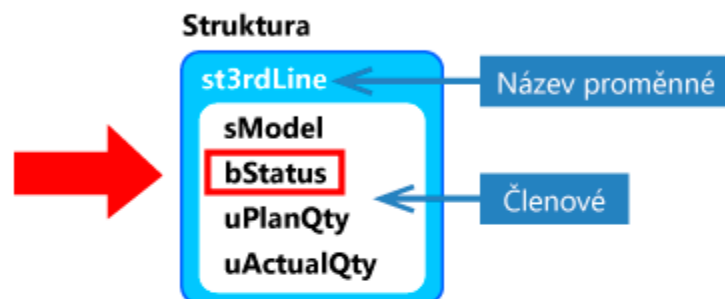 Struktura
st3rdLine
Název proměnné
sModel
bStatus
Členové
uPlanQty
uActualQty